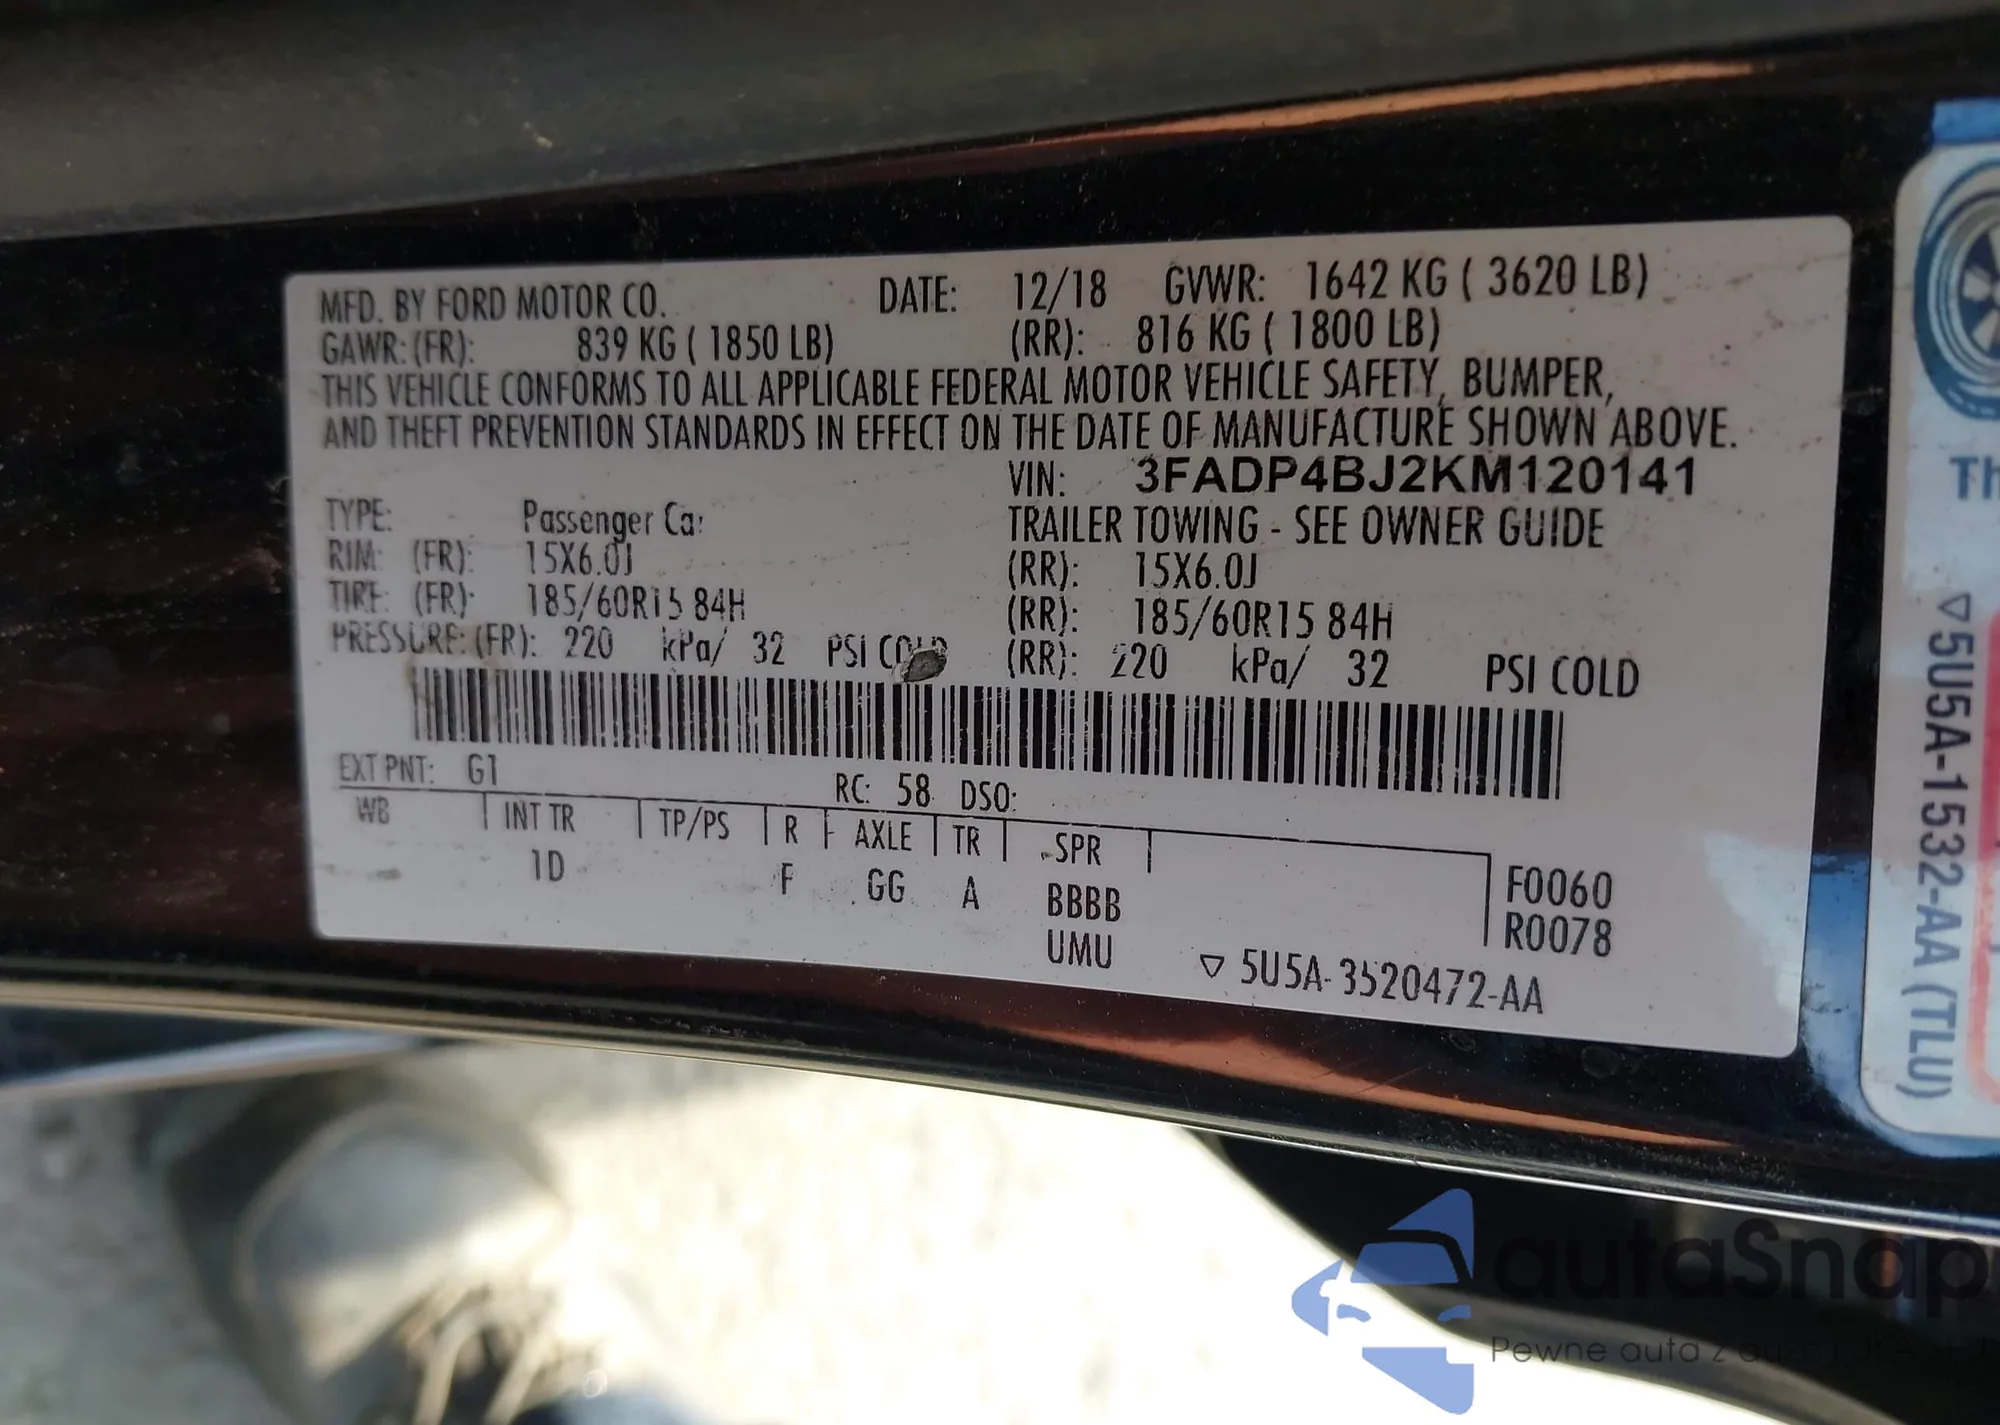 MFD. BY FORD MOTOR CO. DATE: 12/18 GVWR: 1642 KG ( 3620 LB)
GAWR: (FR): 839 KG ( 1850 LB) (RR): 816 KG ( 1800 LB)
THIS VEHICLE CONFORMS TO ALL APPLICABLE FEDERAL MOTOR VEHICLE SAFETY, BUMPER,
AND THEFT PREVENTION STANDARDS IN EFFECT ON THE DATE OF MANUFACTURE SHOWN ABOVE.
VIN: 3FADP4BJ2KM120141
TYPE: Passenger Car TRAILER TOWING - SEE OWNER GUIDE
RIM: (FR): 15X6.0J (RR): 15X6.0J
TIRE: (FR): 185/60R15 84H (RR): 185/60R15 84H
PRESSURE: (FR): 220 kPa/ 32 PSI COLD (RR): 220 kPa/ 32 PSI COLD
EXT PNT: G1 RC: 58 DSO:
WB INT TR TP/PS R AXLE TR SPR
1D F GG A BBBB F0060
UMU R0078
▽ 5U5A-3520472-AA
Th
▽5U5A-1532-AA (TLU)
autaSnap
Pewne auta z